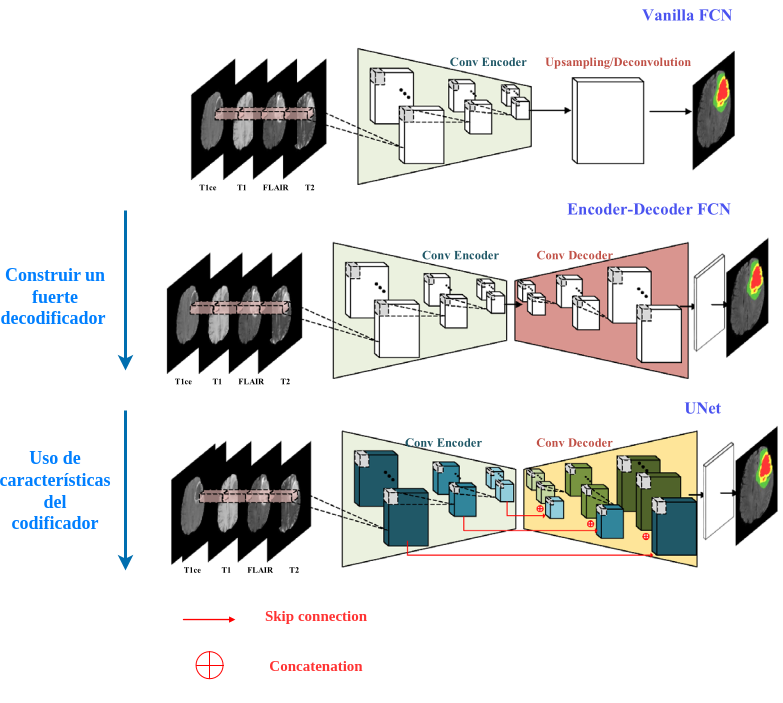 Vanilla FCN
Conv Encoder
Upsampling/Deconvolution
T1ce
T1
FLAIR
T2
Encoder-Decoder FCN
Construir un
fuerte
decodificador
Conv Encoder
Conv Decoder
T1ce
T1
FLAIR
T2
UNet
Uso de
características
del
codificador
Conv Encoder
Conv Decoder
T1ce
T1
FLAIR
T2
Skip connection
Concatenation